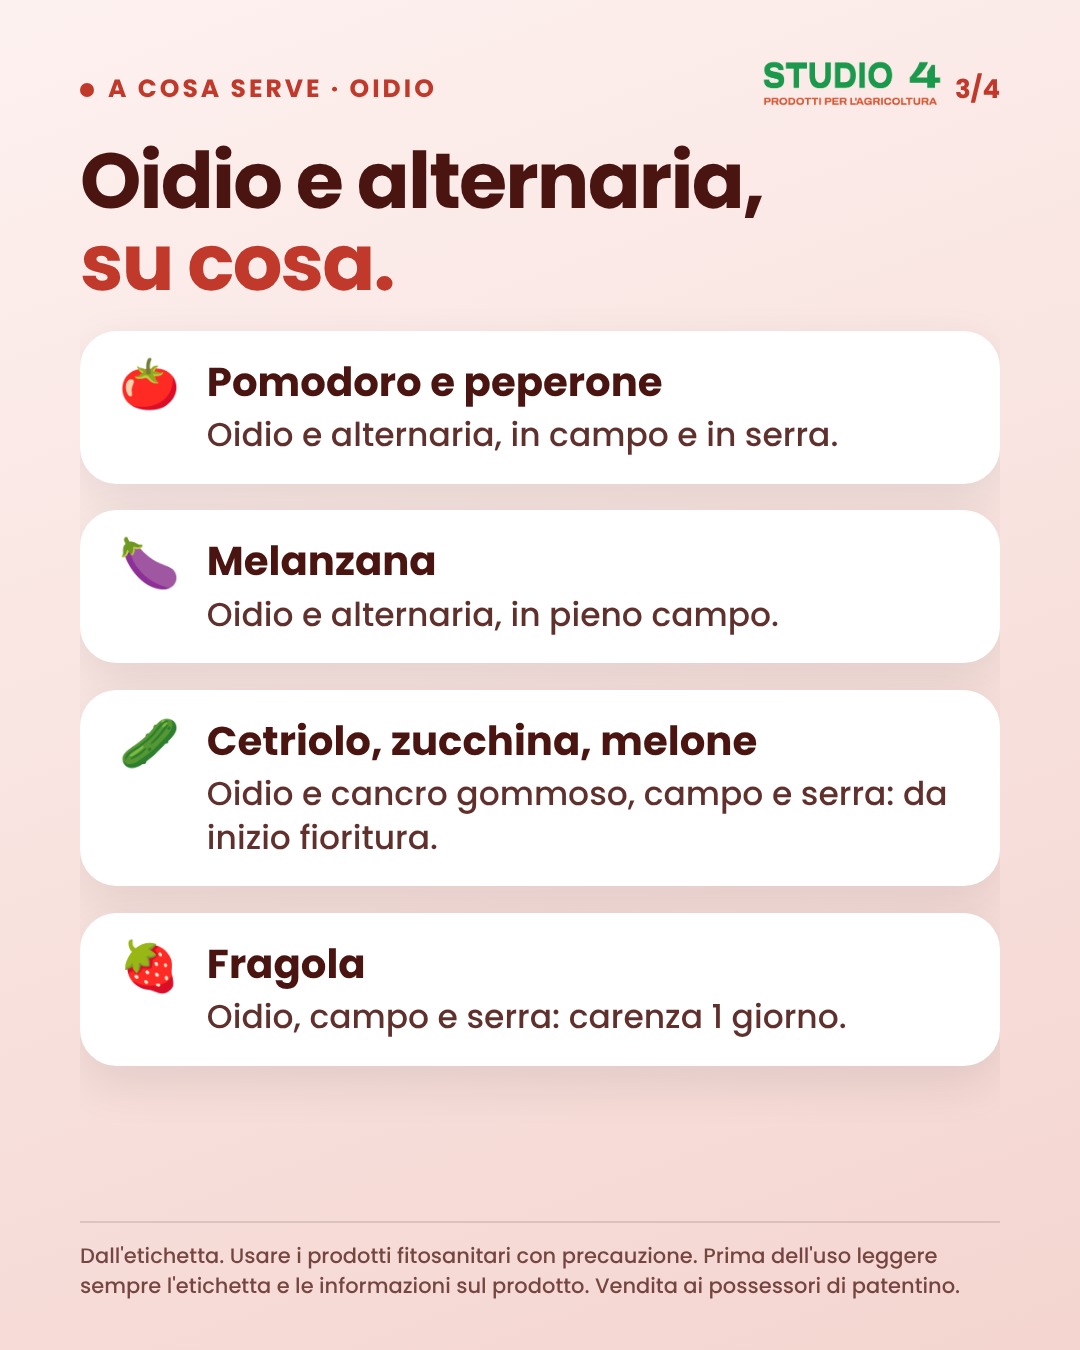 A COSA SERVE · OIDIO
STUDIO 4
PRODOTTI PER L'AGRICOLTURA
3/4
Oidio e alternaria,
su cosa.
Pomodoro e peperone
Oidio e alternaria, in campo e in serra.
Melanzana
Oidio e alternaria, in pieno campo.
Cetriolo, zucchina, melone
Oidio e cancro gommoso, campo e serra: da
inizio fioritura.
Fragola
Oidio, campo e serra: carenza 1 giorno.
Dall'etichetta. Usare i prodotti fitosanitari con precauzione. Prima dell'uso leggere
sempre l'etichetta e le informazioni sul prodotto. Vendita ai possessori di patentino.